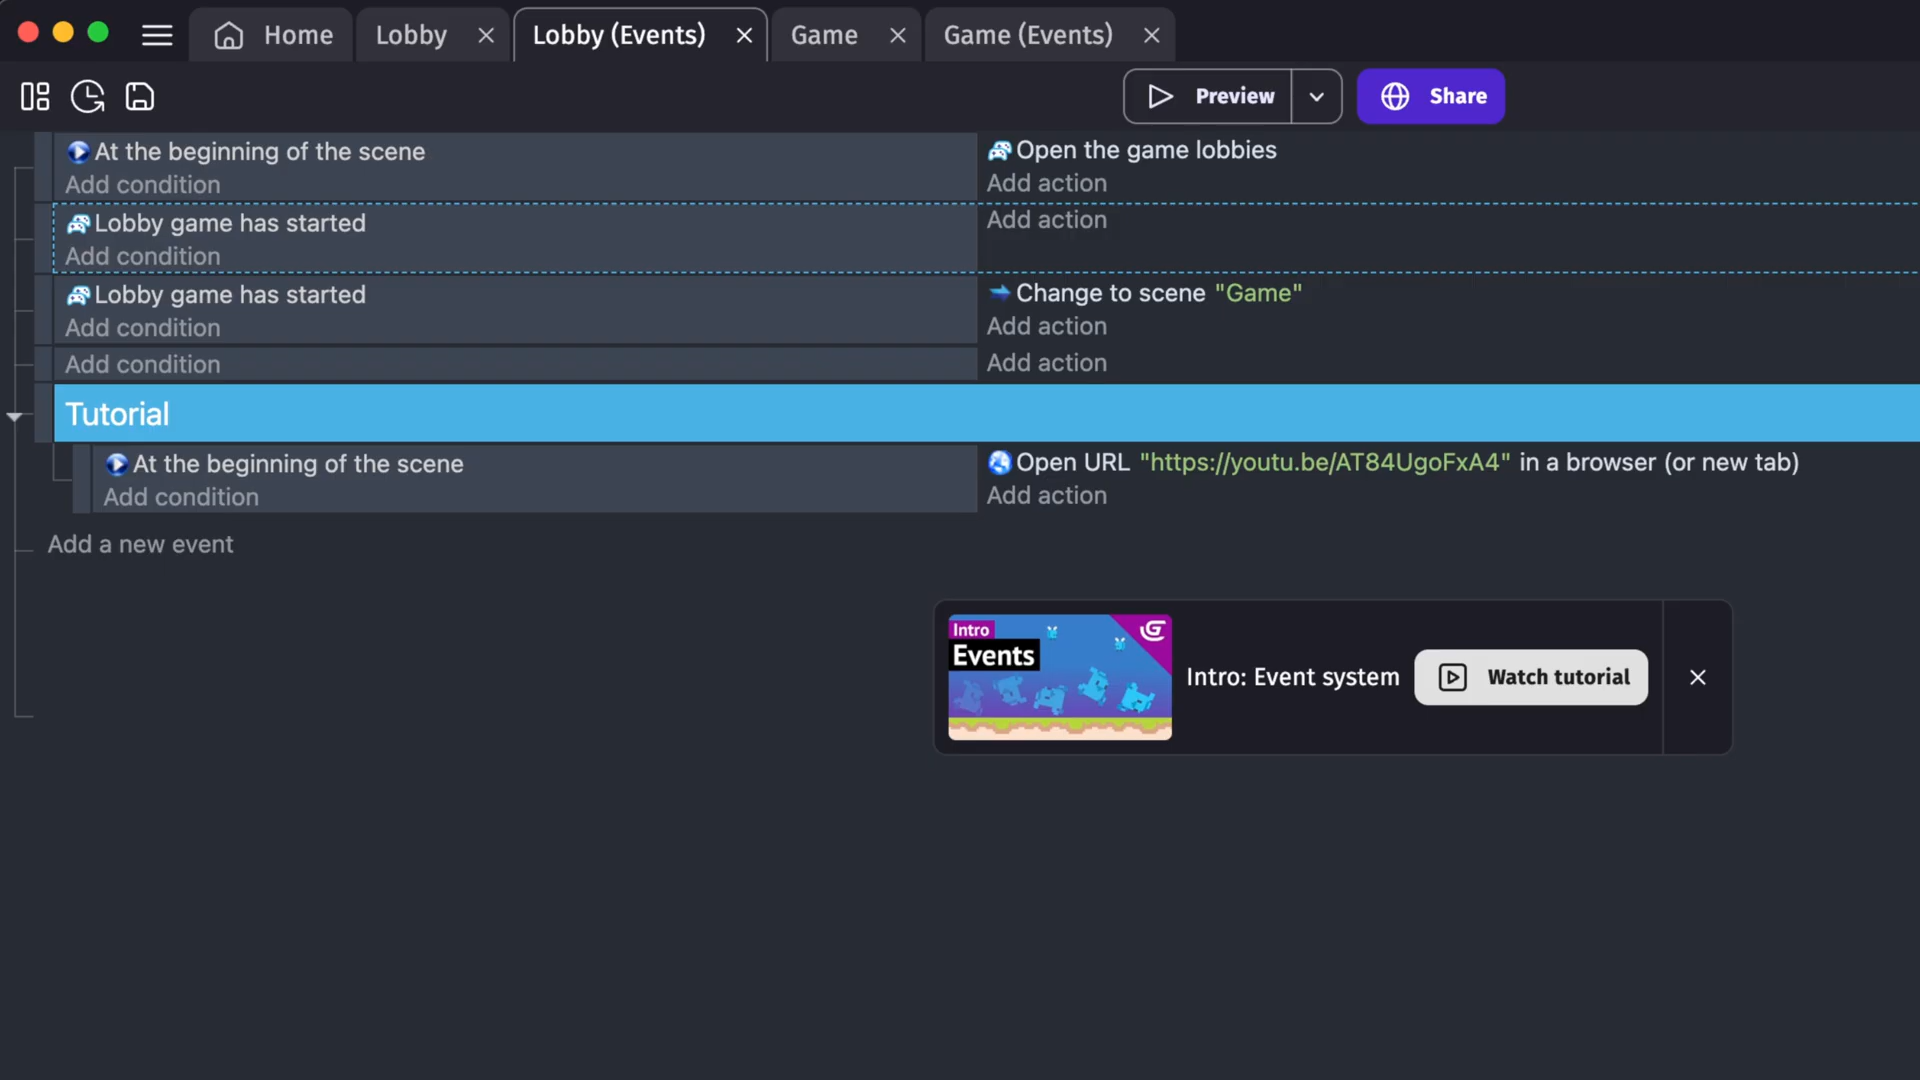 Home
Lobby
Lobby (Events)
Game
Game (Events)
Preview
Share
At the beginning of the scene
Open the game lobbies
Add condition
Add action
Lobby game has started
Add action
Add condition
Lobby game has started
Change to scene "Game"
Add condition
Add action
Add condition
Add action
Tutorial
At the beginning of the scene
Open URL "https://youtu.be/AT84UgoFxA4" in a browser (or new tab)
Add condition
Add action
Add a new event
Intro
Events
Intro: Event system
Watch tutorial